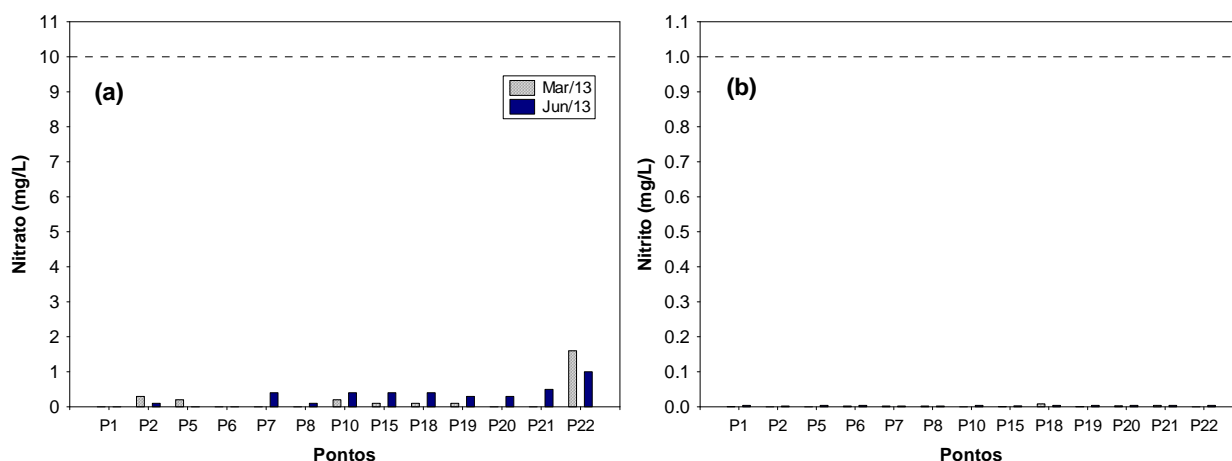 11
10
9
8
7
6
5
4
3
2
1
0
Nitrato (mg/L)
(a)
Mar/13
Jun/13
P1 P2 P5 P6 P7 P8 P10 P15 P18 P19 P20 P21 P22
Pontos
1.1
1.0
0.9
0.8
0.7
0.6
0.5
0.4
0.3
0.2
0.1
0.0
Nitrito (mg/L)
(b)
P1 P2 P5 P6 P7 P8 P10 P15 P18 P19 P20 P21 P22
Pontos